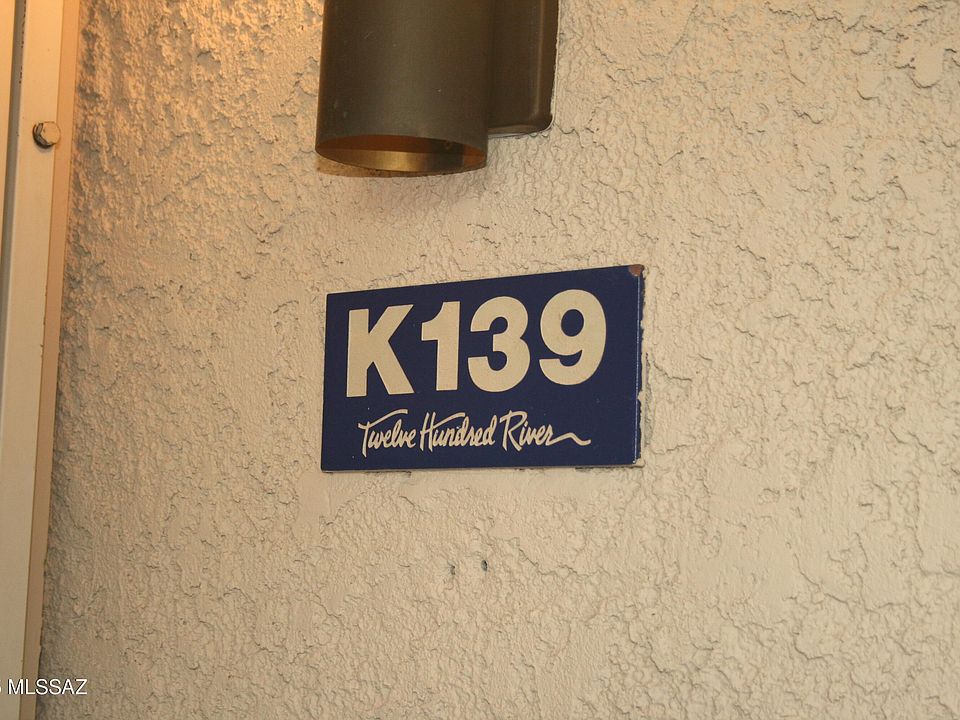 K139
Twelve Hundred River
MLSSAZ